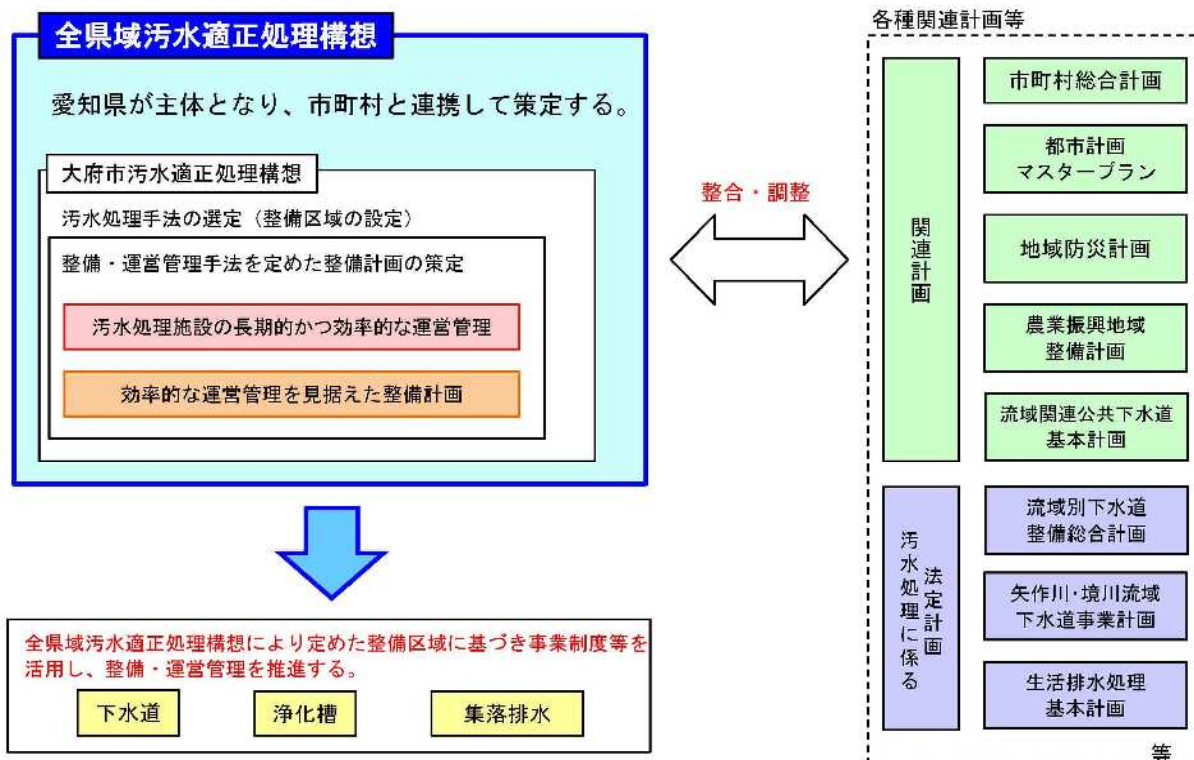 全県域汚水適正処理構想
愛知県が主体となり、市町村と連携して策定する。
大府市汚水適正処理構想
汚水処理手法の選定（整備区域の設定）
整備・運営管理手法を定めた整備計画の策定
汚水処理施設の長期的かつ効率的な運営管理
効率的な運営管理を見据えた整備計画
全県域汚水適正処理構想により定めた整備区域に基づき事業制度等を
活用し、整備・運営管理を推進する。
下水道
浄化槽
集落排水
整合・調整
各種関連計画等
関連計画
市町村総合計画
都市計画
マスタープラン
地域防災計画
農業振興地域
整備計画
流域関連公共下水道
基本計画
汚水処理に係る
法定計画
流域別下水道
整備総合計画
矢作川・境川流域
下水道事業計画
生活排水処理
基本計画
等